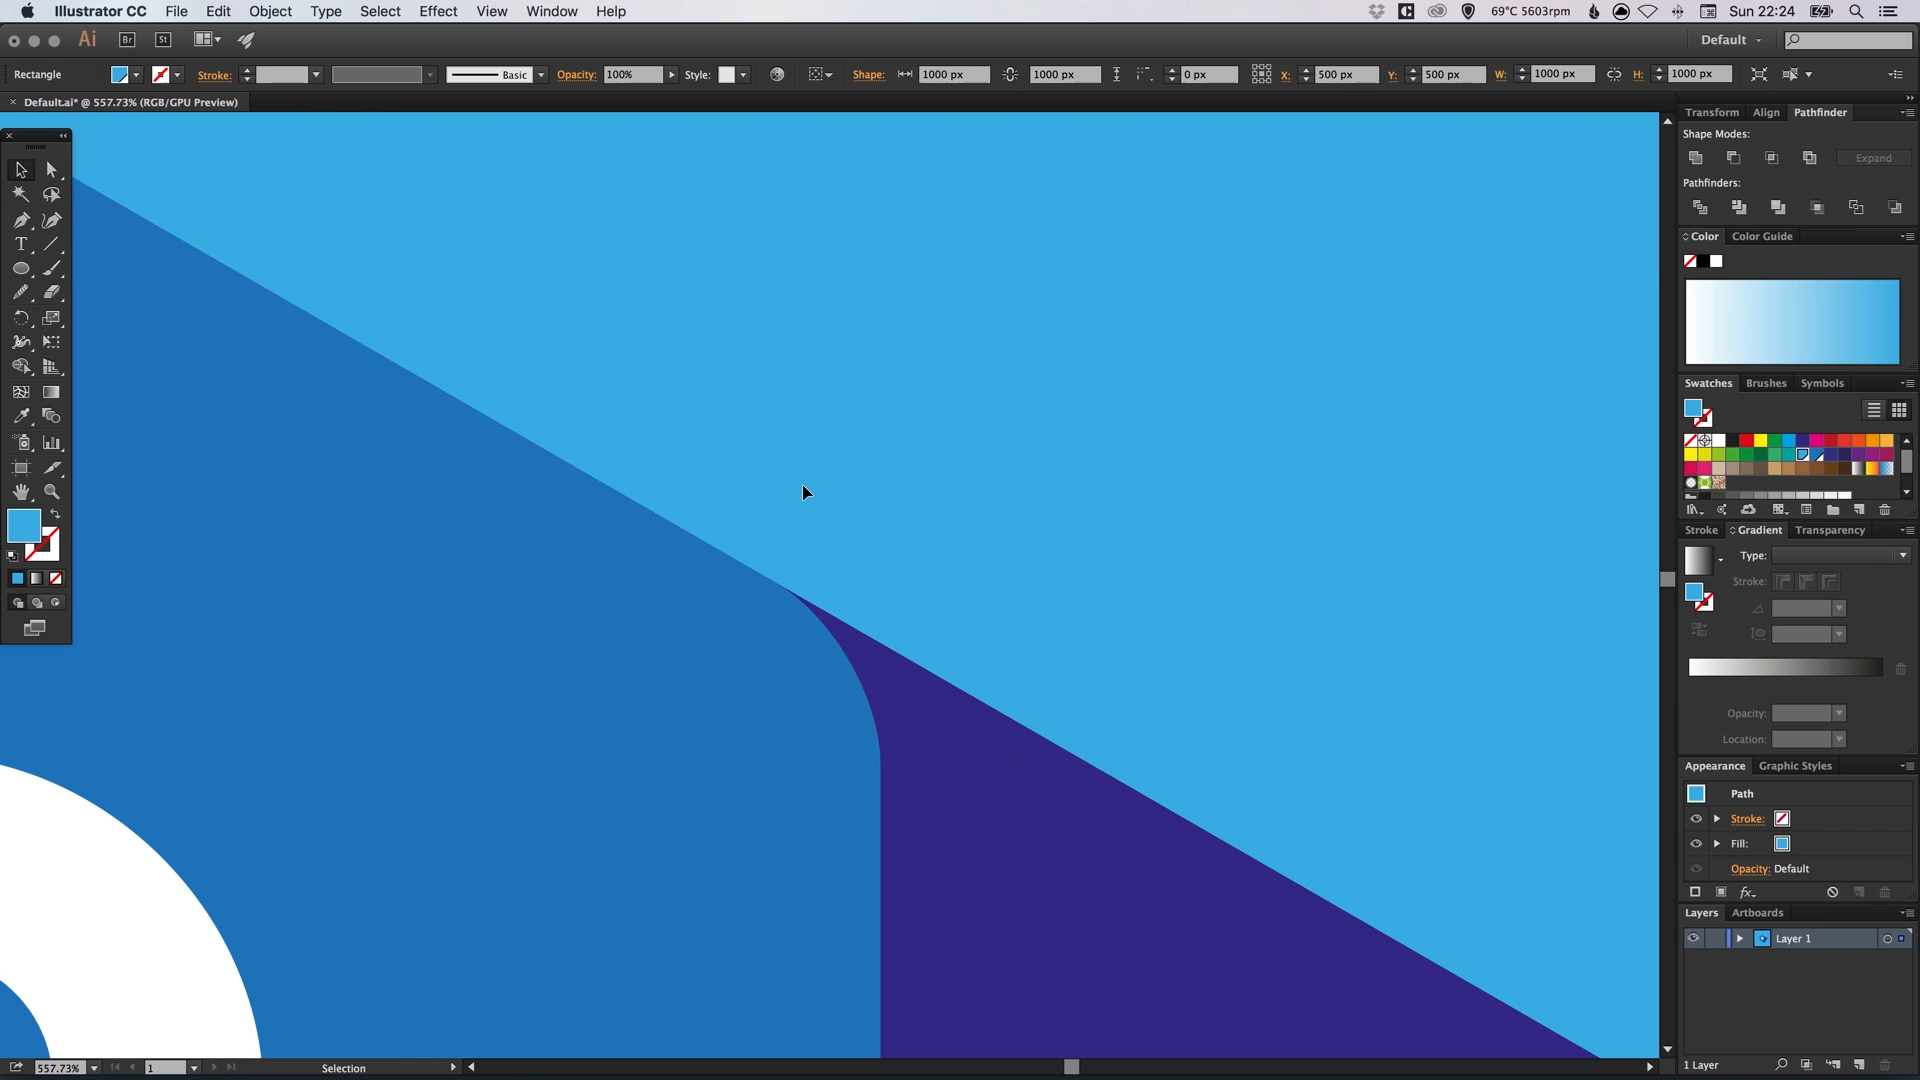 Illustrator CC File Edit Object Type Select Effect View Window Help 69°C 5603rpm Sun 22:24
Ai Br St Default
Rectangle Stroke: Basic Opacity: 100% Style: Shape: 1000 px 1000 px 0 px X: 500 px Y: 500 px W: 1000 px H: 1000 px
Default.ai* @ 557.73% (RGB/GPU Preview)
Transform Align Pathfinder
Shape Modes:
Expand
Pathfinders:
Color Color Guide
Swatches Brushes Symbols
Stroke Gradient Transparency
Type:
Stroke:
Opacity:
Location:
Appearance Graphic Styles
Path
Stroke:
Fill:
Opacity: Default
fx
Layers Artboards
Layer 1
1 Layer
557.73% 1 Selection